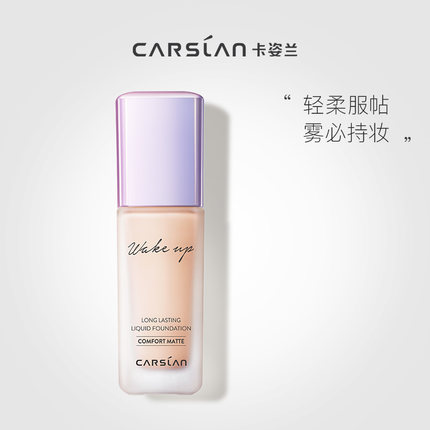 CARSLAN 卡姿兰
“ 轻柔服帖
雾必持妆 ”
Wake up
LONG LASTING
LIQUID FOUNDATION
COMFORT MATTE
CARSLAN